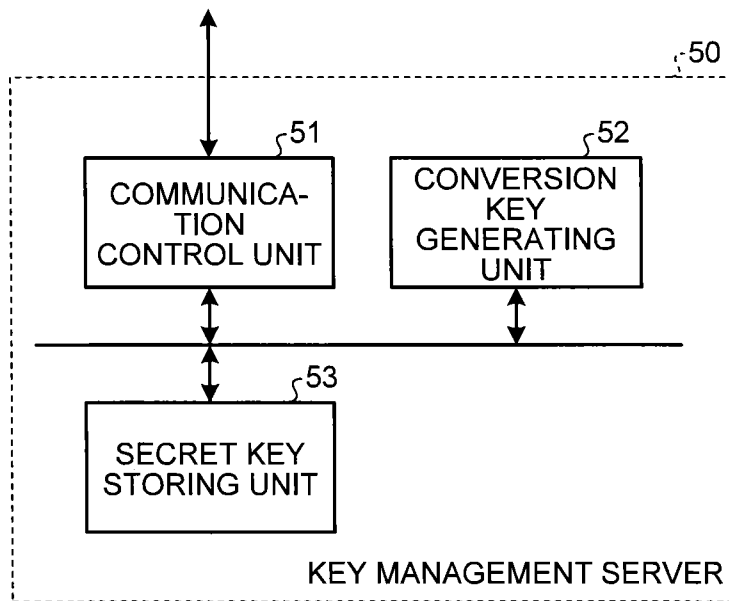 50
51
52
COMMUNICA-
TION
CONTROL UNIT
CONVERSION
KEY
GENERATING
UNIT
53
SECRET KEY
STORING UNIT
KEY MANAGEMENT SERVER